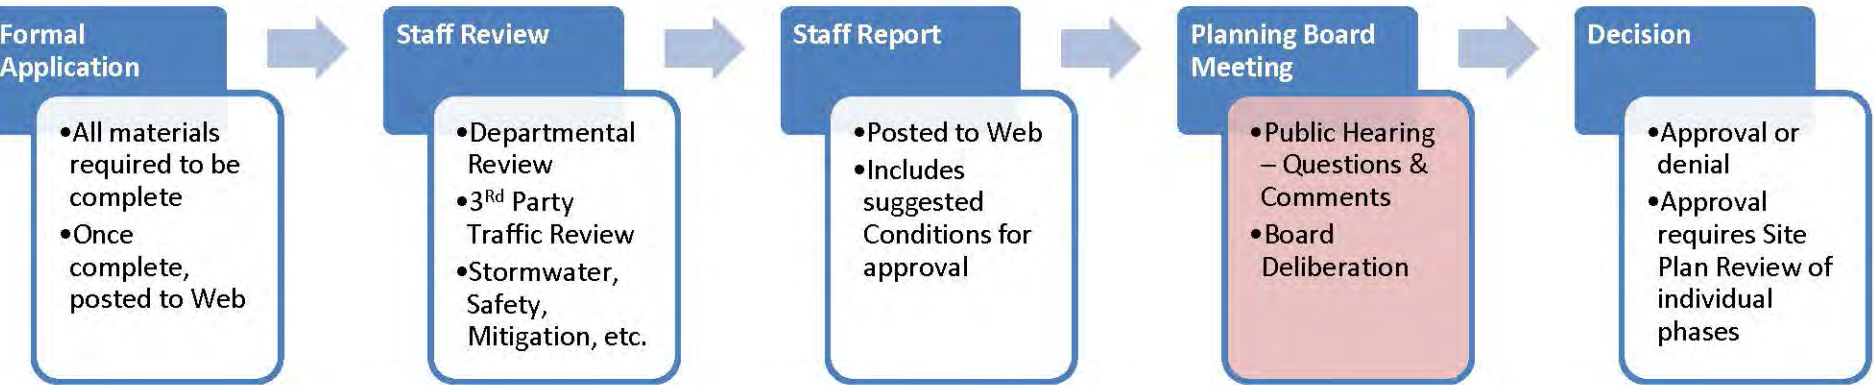 Formal
Application
•All materials
required to be
complete
•Once
complete,
posted to Web
Staff Review
•Departmental
Review
•3Rd Party
Traffic Review
•Stormwater,
Safety,
Mitigation, etc.
Staff Report
•Posted to Web
•Includes
suggested
Conditions for
approval
Planning Board
Meeting
•Public Hearing
– Questions &
Comments
•Board
Deliberation
Decision
•Approval or
denial
•Approval
requires Site
Plan Review of
individual
phases